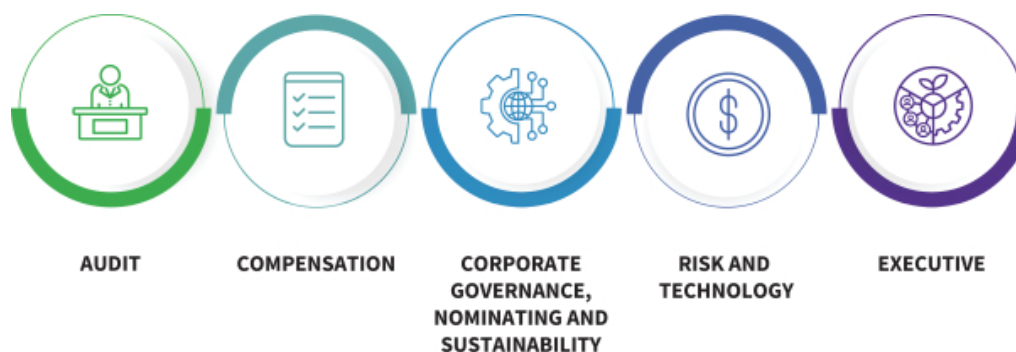 AUDIT
COMPENSATION
CORPORATE
GOVERNANCE,
NOMINATING AND
SUSTAINABILITY
RISK AND
TECHNOLOGY
EXECUTIVE